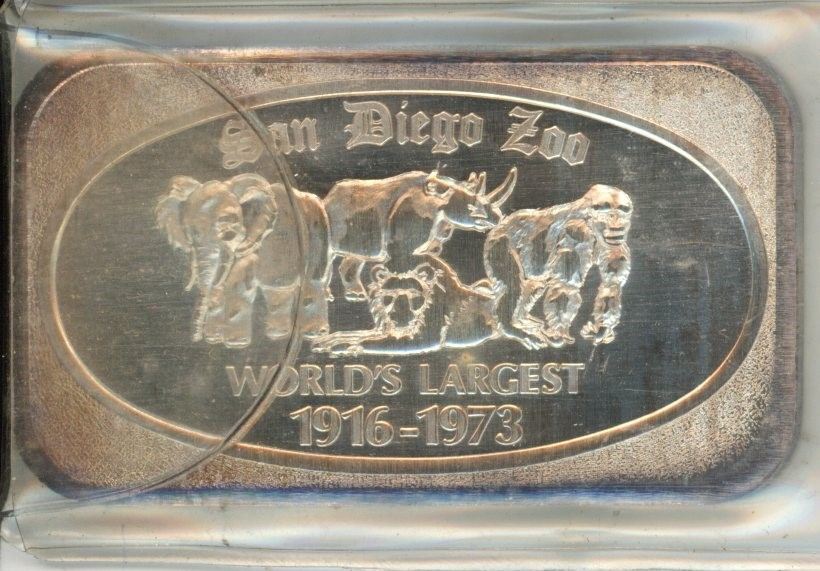 San Diego Zoo
WORLD'S LARGEST
1916-1973